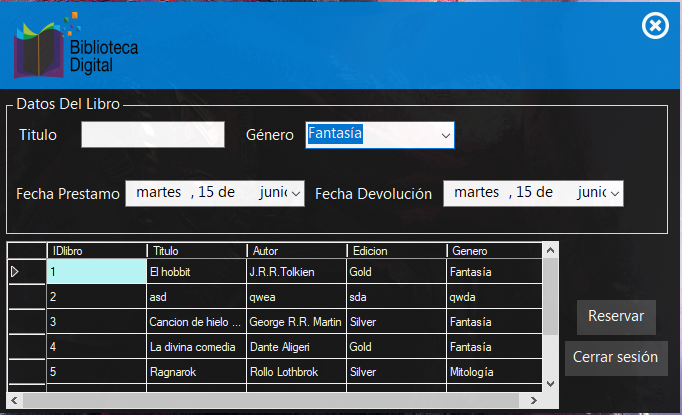 Biblioteca
Digital
Datos Del Libro
Titulo Género Fantasía
Fecha Prestamo martes , 15 de junio Fecha Devolución martes , 15 de junio
IDlibro Titulo Autor Edicion Genero
1 El hobbit J.R.R.Tolkien Gold Fantasía
2 asd qwea sda qwda
3 Cancion de hielo ... George R.R. Martin Silver Fantasía
4 La divina comedia Dante Aligeri Gold Fantasía
5 Ragnarok Rollo Lothbrok Silver Mitología
Reservar
Cerrar sesión